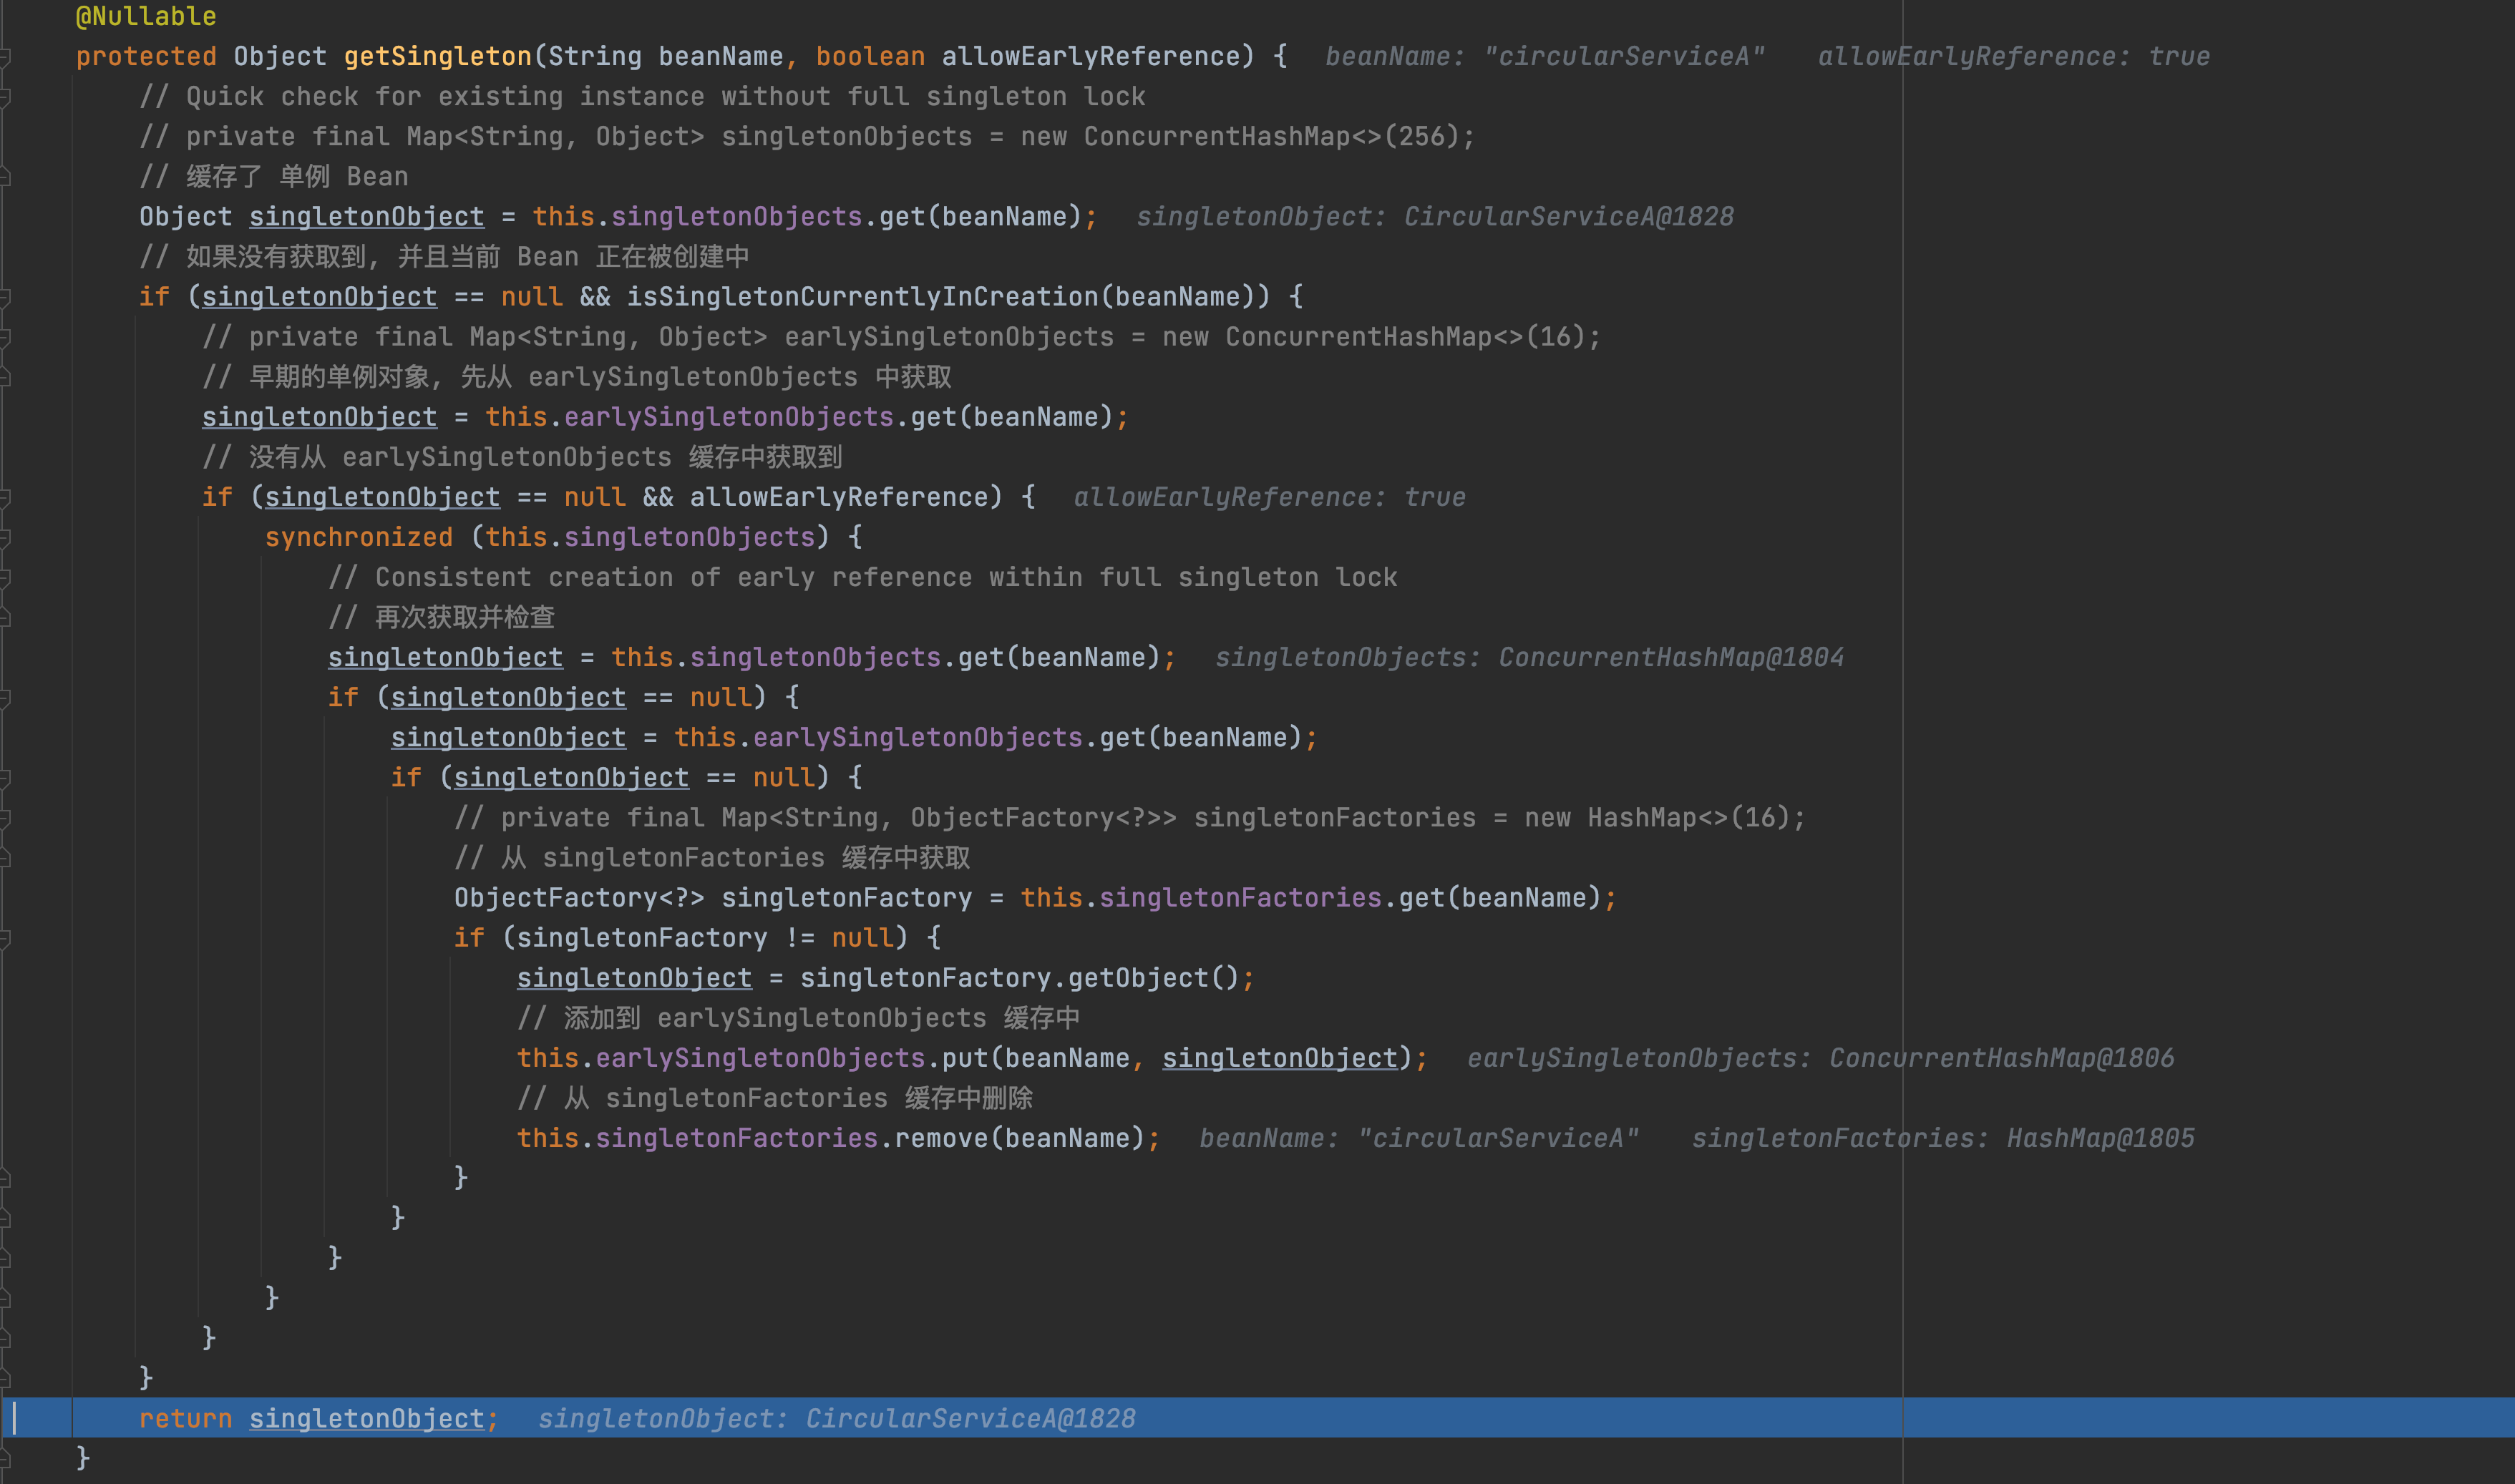 @Nullable
protected Object getSingleton(String beanName, boolean allowEarlyReference) {  beanName: "circularServiceA"  allowEarlyReference: true
// Quick check for existing instance without full singleton lock
// private final Map<String, Object> singletonObjects = new ConcurrentHashMap<>(256);
// 缓存了 单例 Bean
Object singletonObject = this.singletonObjects.get(beanName);  singletonObject: CircularServiceA@1828
// 如果没有获取到, 并且当前 Bean 正在被创建中
if (singletonObject == null && isSingletonCurrentlyInCreation(beanName)) {
// private final Map<String, Object> earlySingletonObjects = new ConcurrentHashMap<>(16);
// 早期的单例对象, 先从 earlySingletonObjects 中获取
singletonObject = this.earlySingletonObjects.get(beanName);
// 没有从 earlySingletonObjects 缓存中获取到
if (singletonObject == null && allowEarlyReference) {  allowEarlyReference: true
synchronized (this.singletonObjects) {
// Consistent creation of early reference within full singleton lock
// 再次获取并检查
singletonObject = this.singletonObjects.get(beanName);  singletonObjects: ConcurrentHashMap@1804
if (singletonObject == null) {
singletonObject = this.earlySingletonObjects.get(beanName);
if (singletonObject == null) {
// private final Map<String, ObjectFactory<?>> singletonFactories = new HashMap<>(16);
// 从 singletonFactories 缓存中获取
ObjectFactory<?> singletonFactory = this.singletonFactories.get(beanName);
if (singletonFactory != null) {
singletonObject = singletonFactory.getObject();
// 添加到 earlySingletonObjects 缓存中
this.earlySingletonObjects.put(beanName, singletonObject);  earlySingletonObjects: ConcurrentHashMap@1806
// 从 singletonFactories 缓存中删除
this.singletonFactories.remove(beanName);  beanName: "circularServiceA"  singletonFactories: HashMap@1805
}
}
}
}
}
}
return singletonObject;  singletonObject: CircularServiceA@1828
}